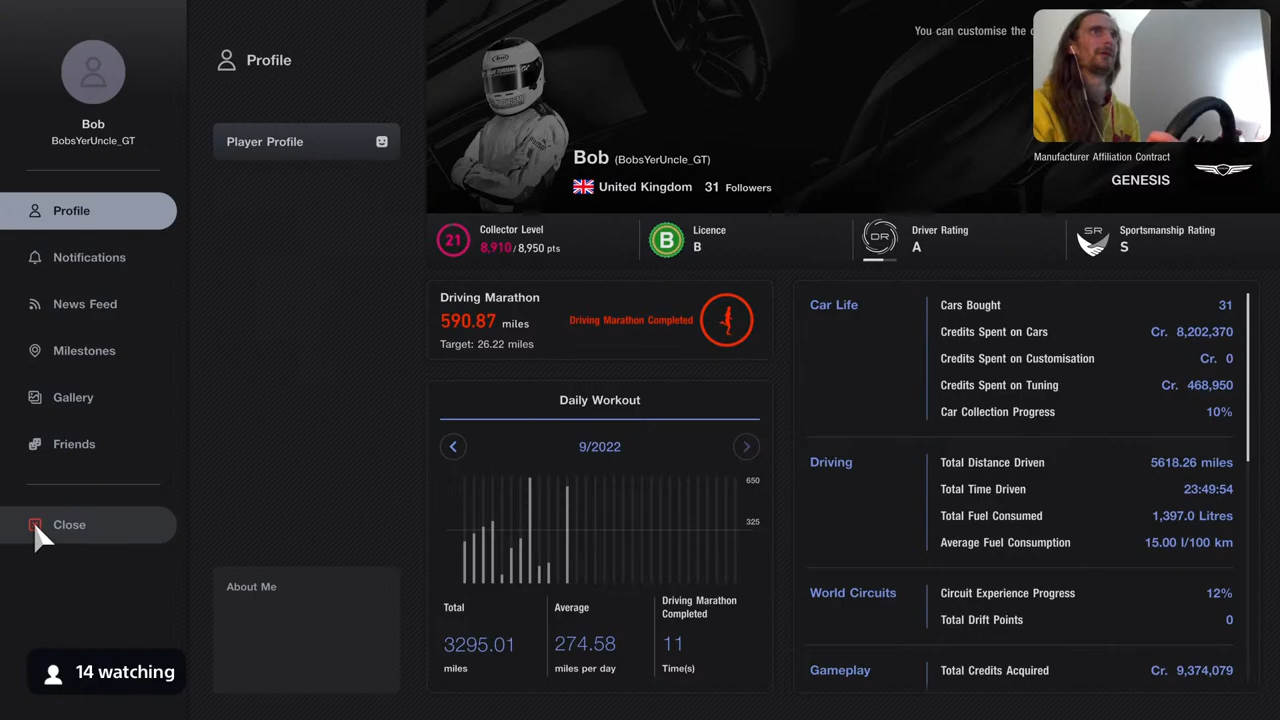 Bob
BobsYerUncle_GT
Profile
Notifications
News Feed
Milestones
Gallery
Friends
Close
14 watching
Profile
Player Profile
About Me
You can customise the
Bob (BobsYerUncle_GT)
United Kingdom 31 Followers
Manufacturer Affiliation Contract
GENESIS
21
Collector Level
8,910 / 8,950 pts
B
Licence
B
DR
Driver Rating
A
SR
Sportsmanship Rating
S
Driving Marathon
590.87 miles
Target: 26.22 miles
Driving Marathon Completed
Daily Workout
9/2022
650
325
Total
3295.01
miles
Average
274.58
miles per day
Driving Marathon
Completed
11
Time(s)
Car Life
Cars Bought 31
Credits Spent on Cars Cr. 8,202,370
Credits Spent on Customisation Cr. 0
Credits Spent on Tuning Cr. 468,950
Car Collection Progress 10%
Driving
Total Distance Driven 5618.26 miles
Total Time Driven 23:49:54
Total Fuel Consumed 1,397.0 Litres
Average Fuel Consumption 15.00 l/100 km
World Circuits
Circuit Experience Progress 12%
Total Drift Points 0
Gameplay
Total Credits Acquired Cr. 9,374,079